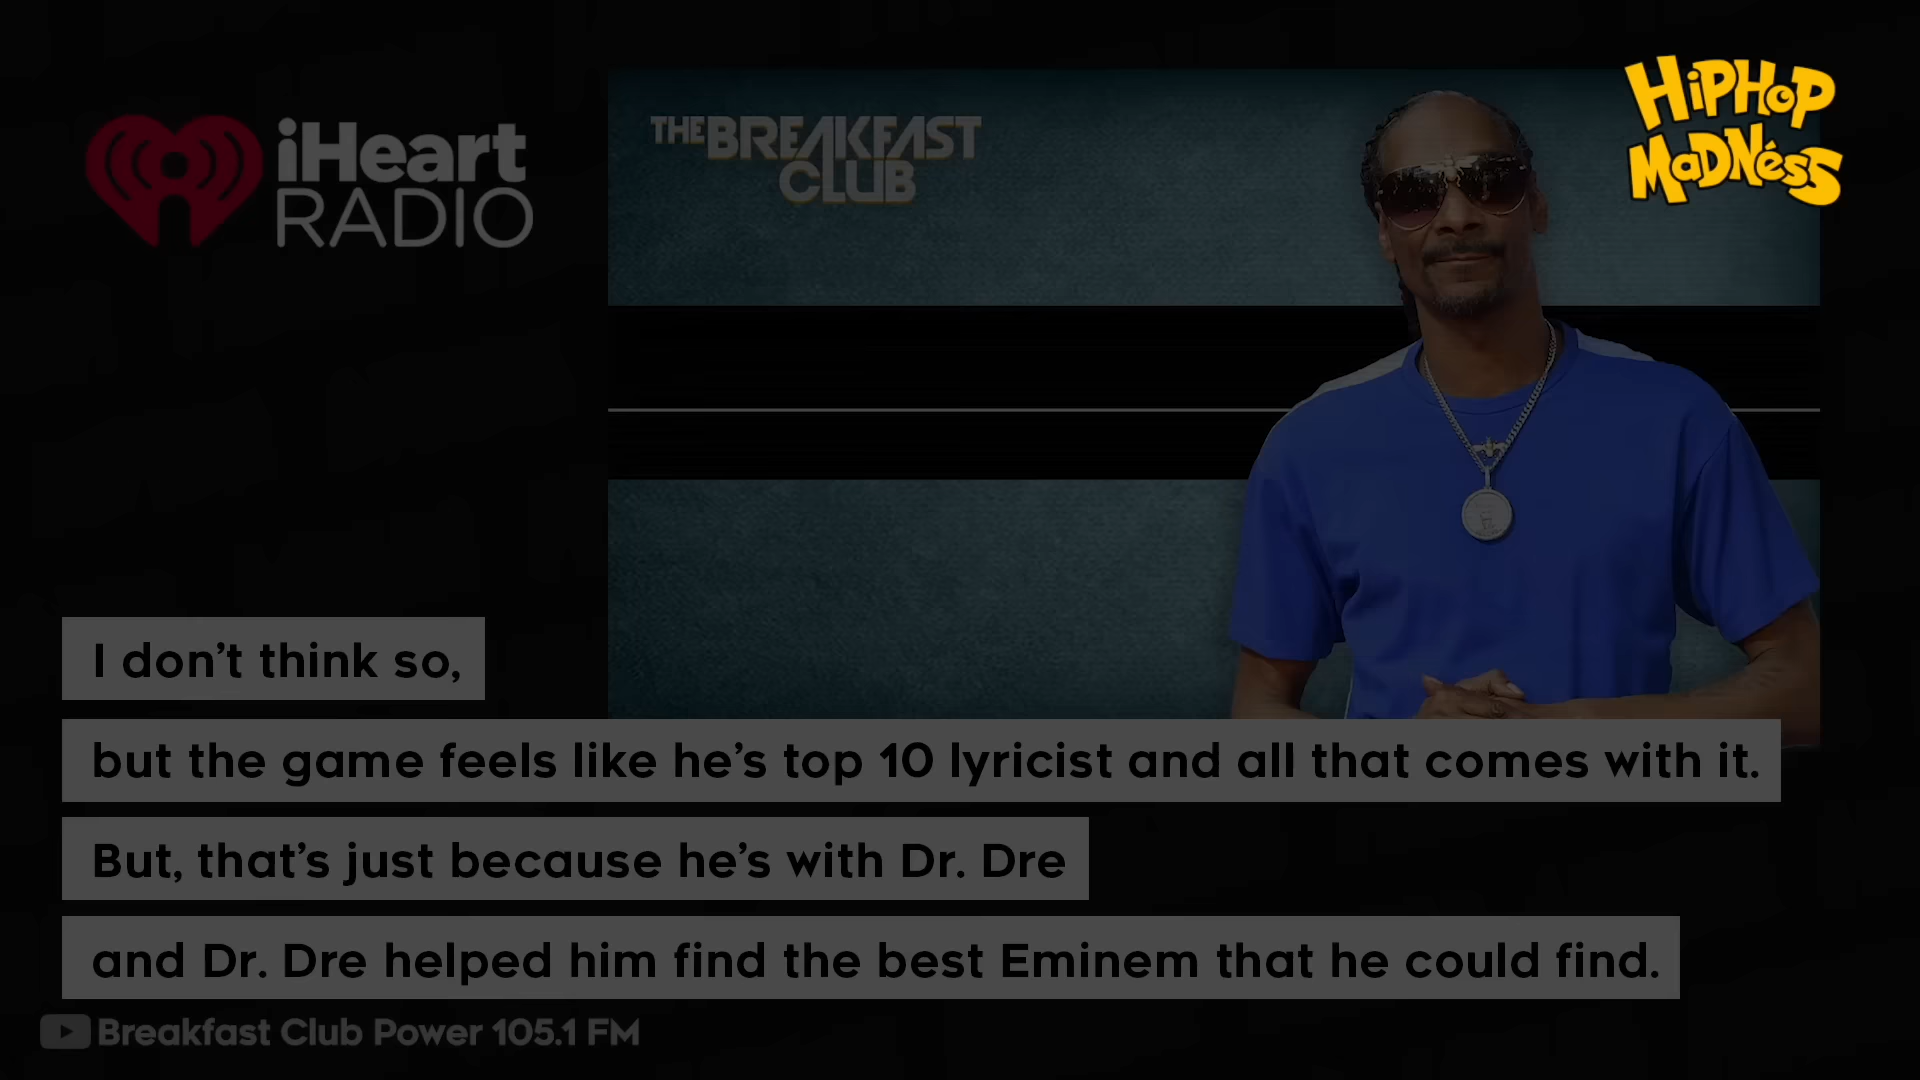 iHeart
RADIO
THE BREAKFAST
CLUB
HiPHOP
MaDNésS
I don’t think so,
but the game feels like he’s top 10 lyricist and all that comes with it.
But, that’s just because he’s with Dr. Dre
and Dr. Dre helped him find the best Eminem that he could find.
Breakfast Club Power 105.1 FM